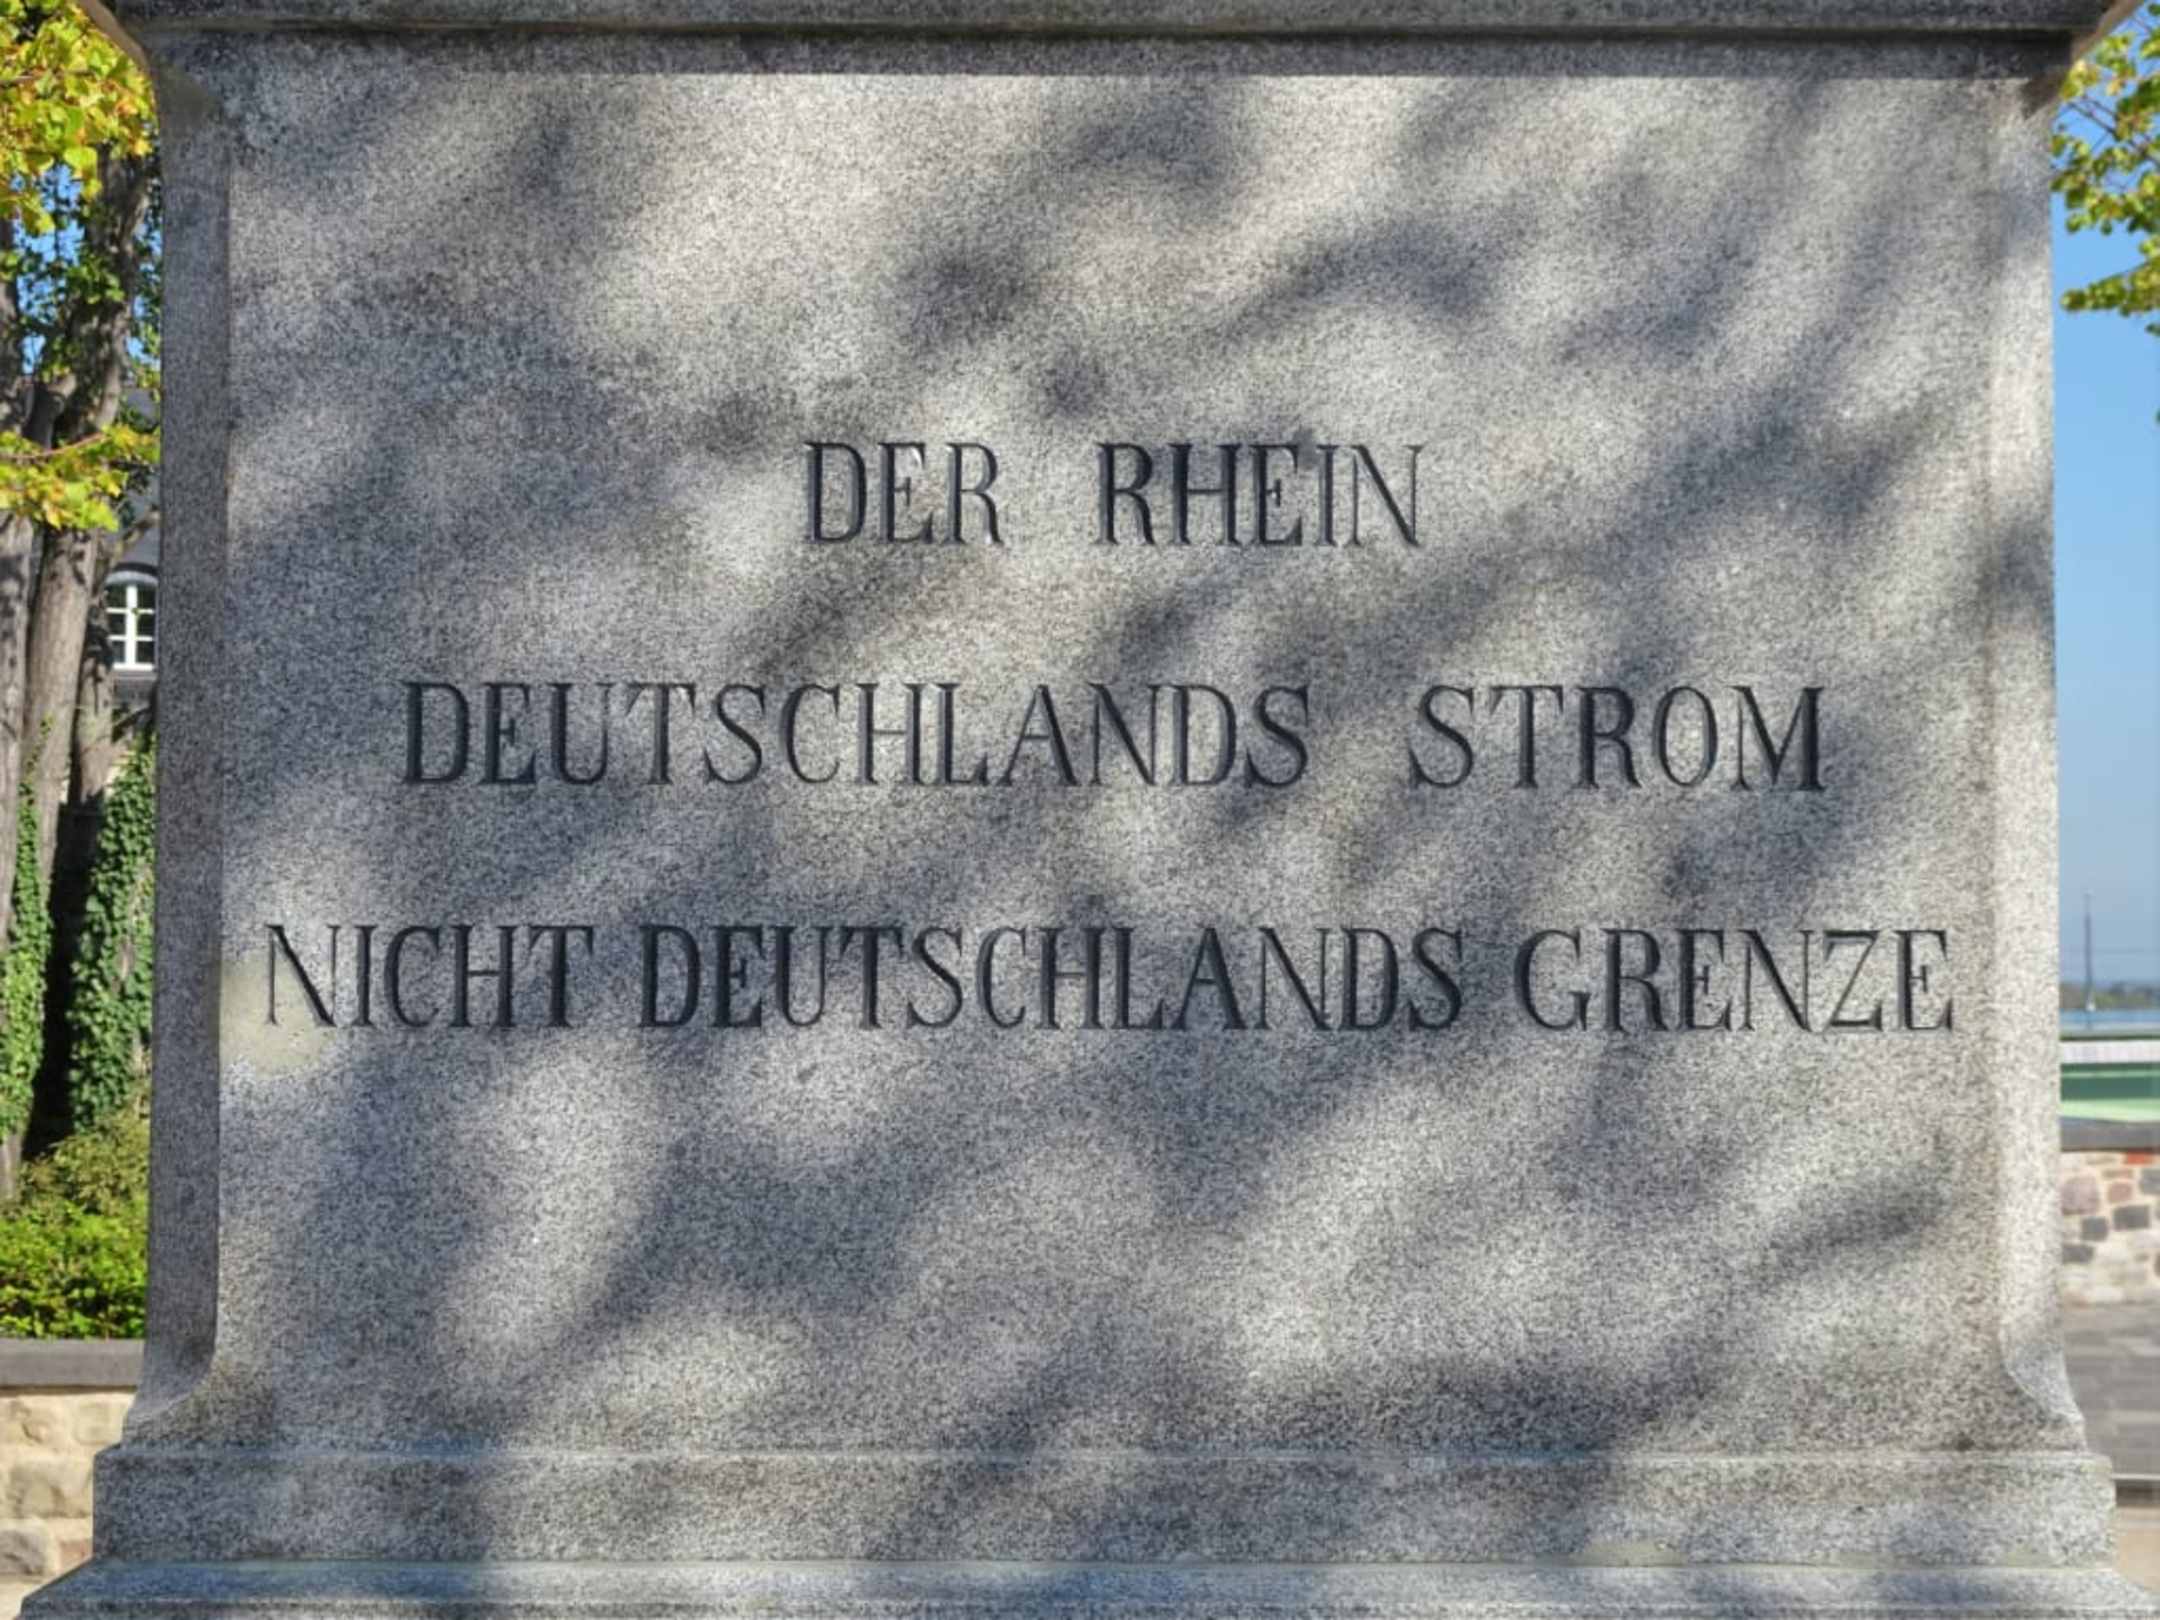 DER RHEIN
DEUTSCHLANDS STROM
NICHT DEUTSCHLANDS GRENZE